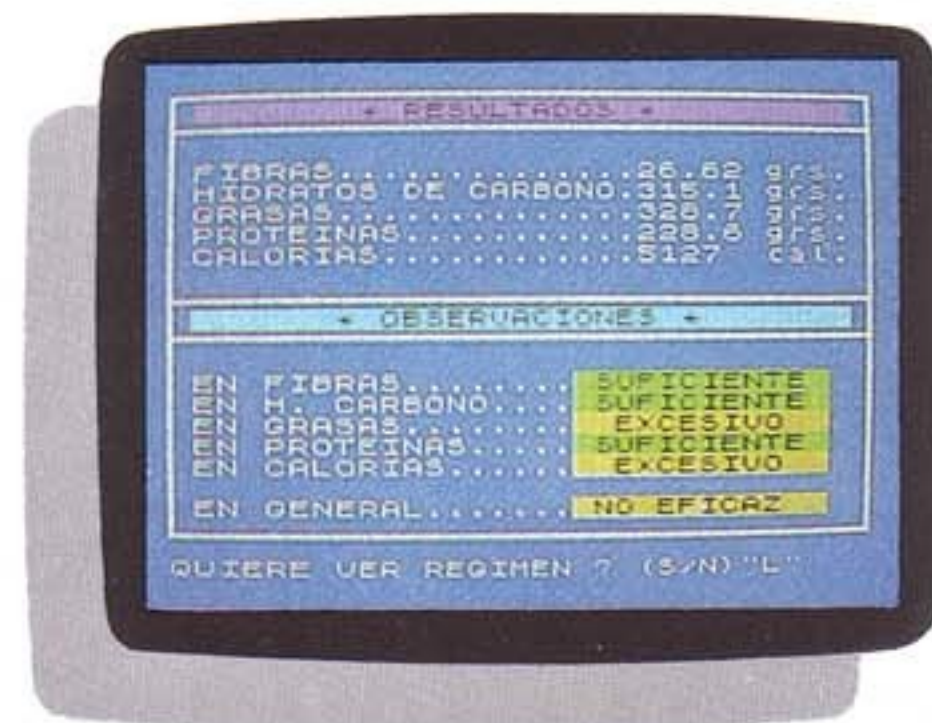 RESULTADOS
FIBRAS..............26.62 grs.
HIDRATOS DE CARBONO.315.1 grs.
GRASAS..............328.7 grs.
PROTEINAS...........228.6 grs.
CALORIAS............5127 cal.
OBSERVACIONES
EN FIBRAS........ SUFICIENTE
EN H. CARBONO.... SUFICIENTE
EN GRASAS........ EXCESIVO
EN PROTEINAS..... SUFICIENTE
EN CALORIAS...... EXCESIVO
EN GENERAL....... NO EFICAZ
QUIERE VER REGIMEN ? (S/N) "L"